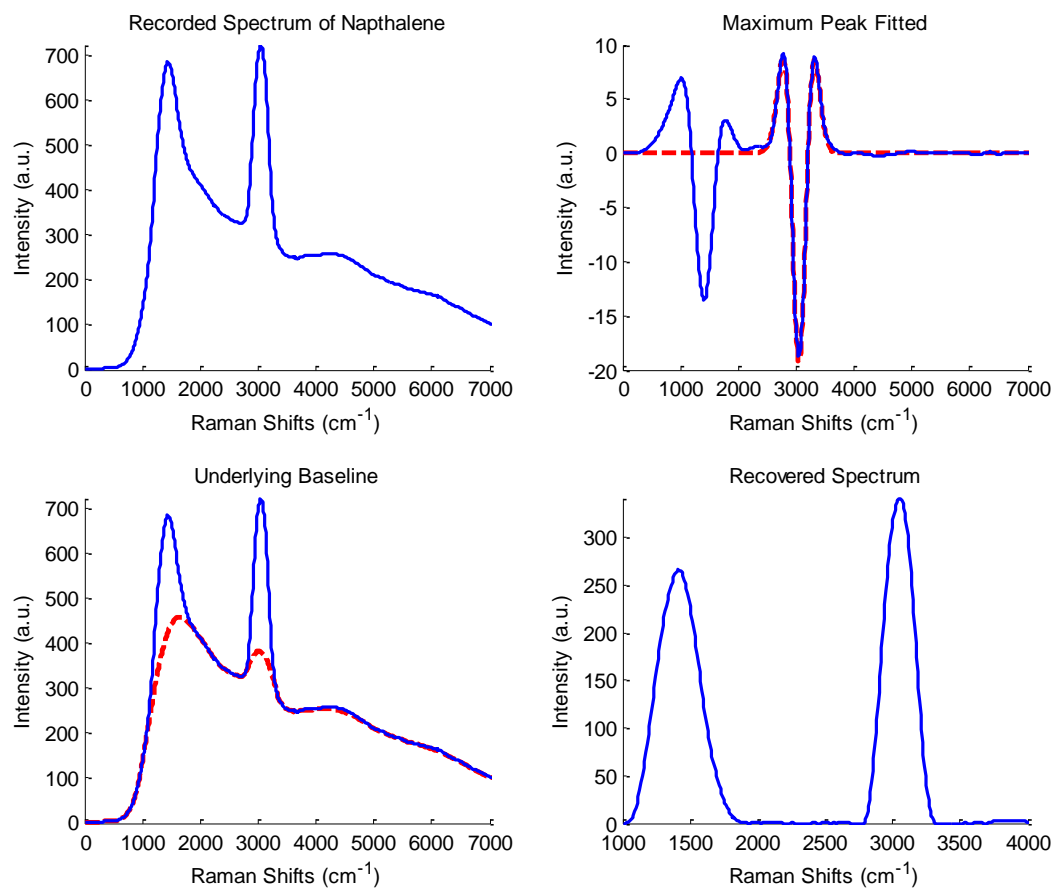 Recorded Spectrum of Napthalene
700
600
500
400
300
200
100
0
Intensity (a.u.)
0 1000 2000 3000 4000 5000 6000 7000
Raman Shifts (cm-1)
Maximum Peak Fitted
10
5
0
-5
-10
-15
-20
Intensity (a.u.)
0 1000 2000 3000 4000 5000 6000 7000
Raman Shifts (cm-1)
Underlying Baseline
700
600
500
400
300
200
100
0
Intensity (a.u.)
0 1000 2000 3000 4000 5000 6000 7000
Raman Shifts (cm-1)
Recovered Spectrum
300
250
200
150
100
50
0
Intensity (a.u.)
1000 1500 2000 2500 3000 3500 4000
Raman Shifts (cm-1)